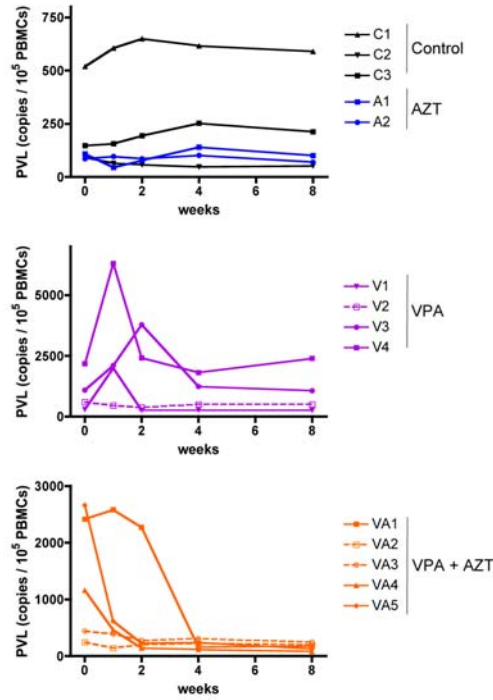 750
500
250
0
PVL (copies / 10⁵ PBMCs)
0 2 4 6 8
weeks
C1
C2
C3
Control
A1
A2
AZT
5000
2500
0
PVL (copies / 10⁵ PBMCs)
0 2 4 6 8
weeks
V1
V2
V3
V4
VPA
3000
2000
1000
0
PVL (copies / 10⁵ PBMCs)
0 2 4 6 8
weeks
VA1
VA2
VA3
VA4
VA5
VPA + AZT